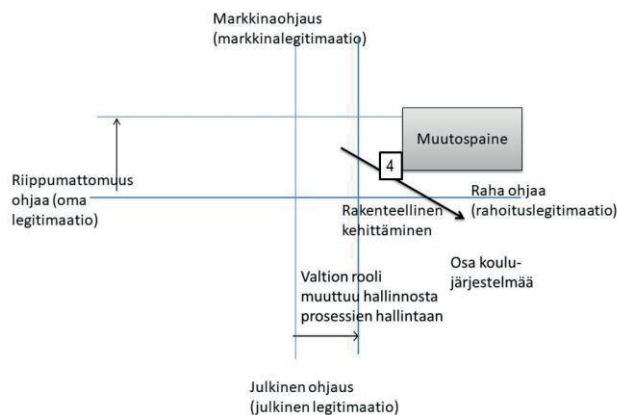 Markkinaohjaus
(markkinalegitimaatio)
Muutospaine
4
Riippumattomuus
ohjaa (oma
legitimaatio)
Raha ohjaa
(rahoituslegitimaatio)
Rakenteellinen
kehittäminen
Osa koulu-
järjestelmää
Valtion rooli
muuttuu hallinnosta
prosessien hallintaan
Julkinen ohjaus
(julkinen legitimaatio)